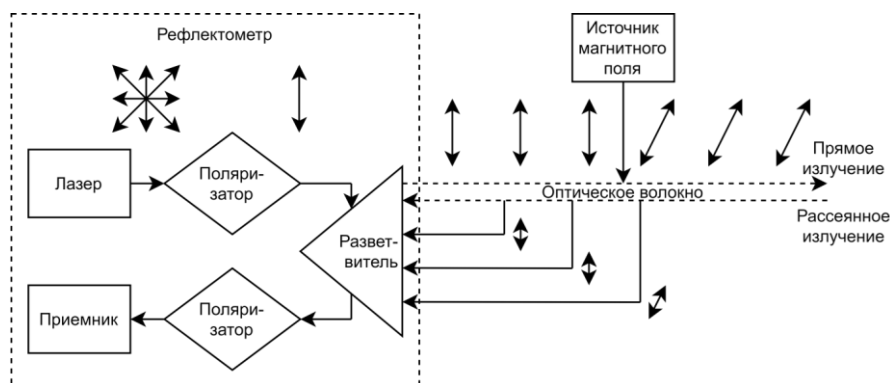 Рефлектометр
Источник
магнитного
поля
Лазер
Поляри-
затор
Прямое
излучение
Оптическое волокно
Рассеянное
излучение
Развет-
витель
Приемник
Поляри-
затор